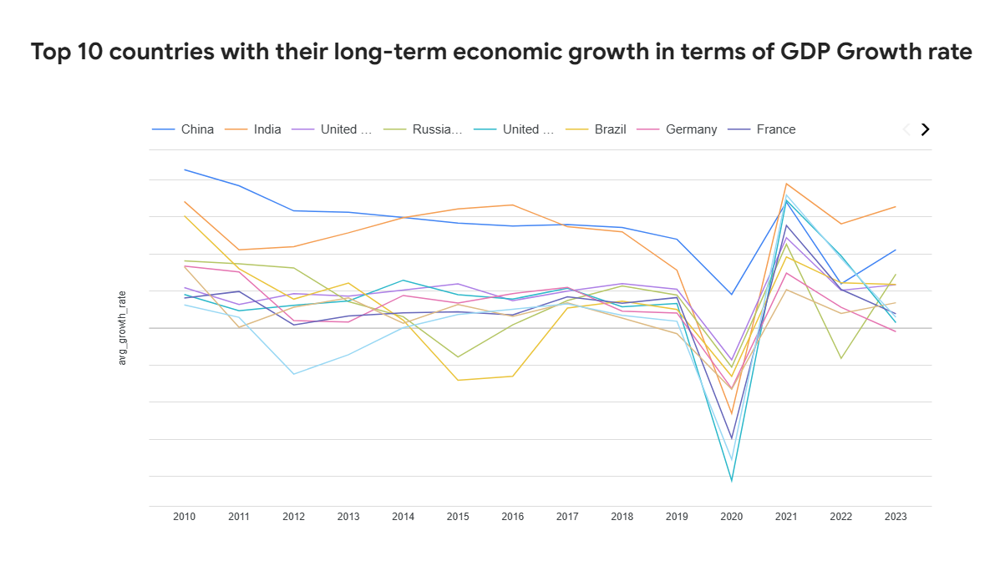 Top 10 countries with their long-term economic growth in terms of GDP Growth rate
China India United ... Russia... United ... Brazil Germany France
avg_growth_rate
2010 2011 2012 2013 2014 2015 2016 2017 2018 2019 2020 2021 2022 2023